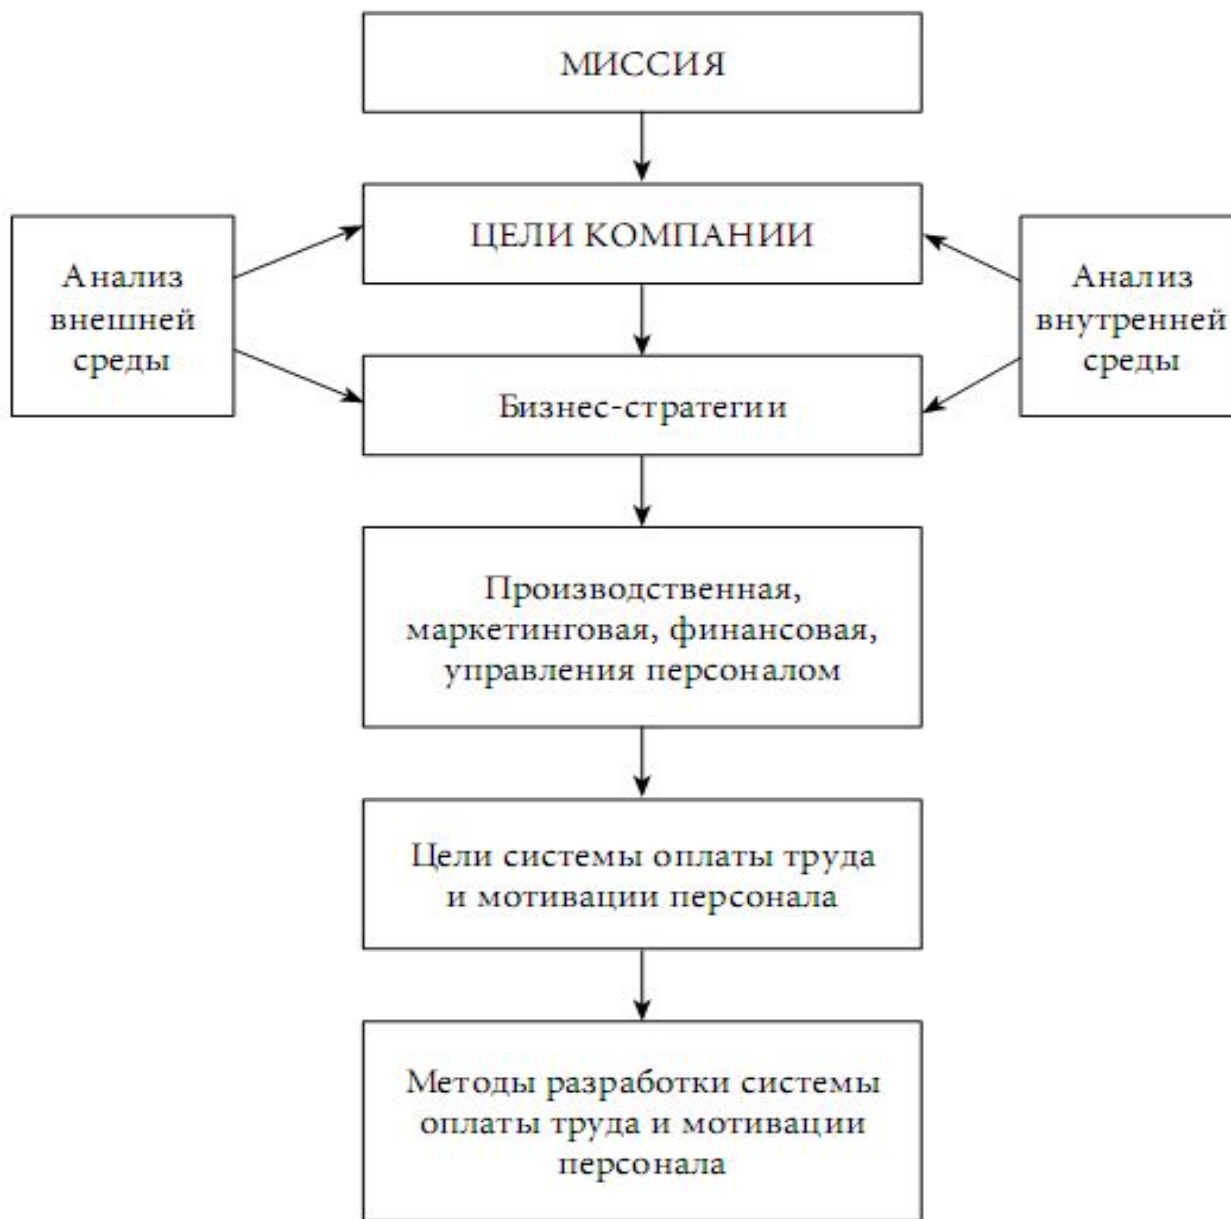 МИССИЯ
ЦЕЛИ КОМПАНИИ
Анализ
внешней
среды
Анализ
внутренней
среды
Бизнес-стратегии
Производственная,
маркетинговая, финансовая,
управления персоналом
Цели системы оплаты труда
и мотивации персонала
Методы разработки системы
оплаты труда и мотивации
персонала